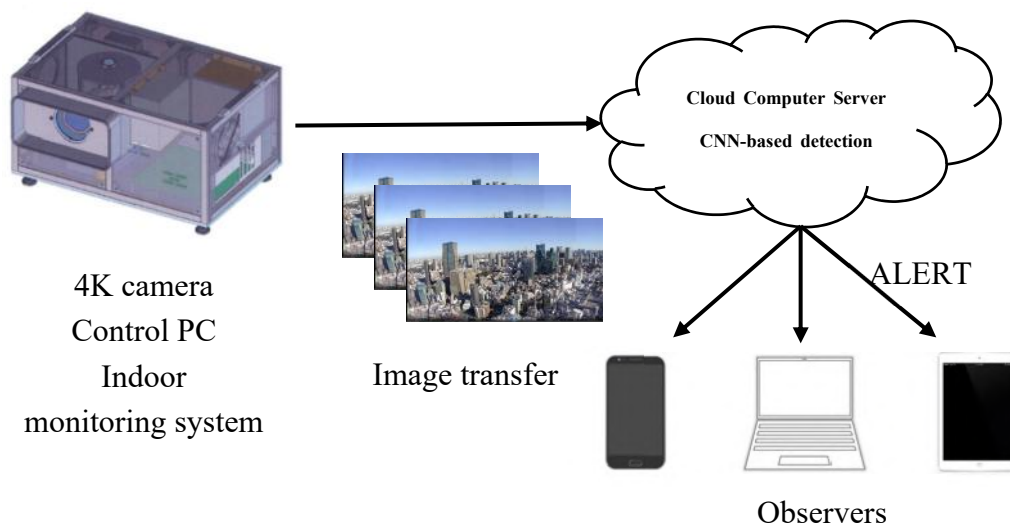 Cloud Computer Server
CNN-based detection
ALERT
4K camera
Control PC
Indoor
monitoring system
Image transfer
Observers